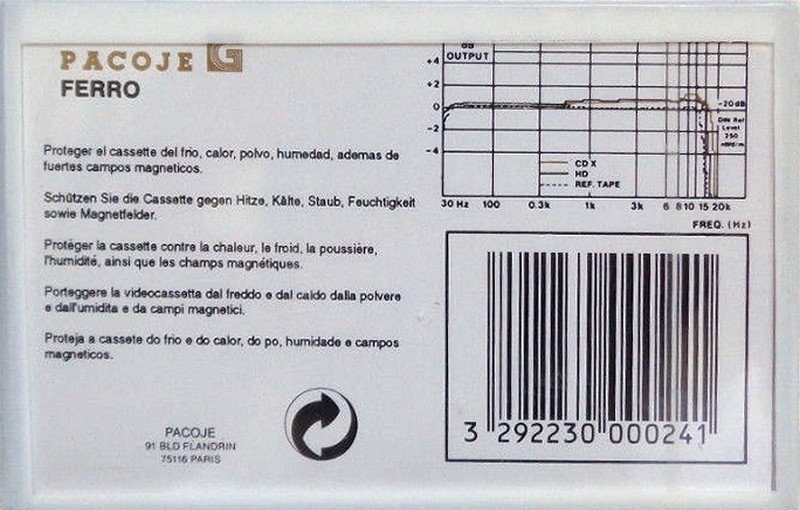 PACOJE G
FERRO
Proteger el cassette del frio, calor, polvo, humedad, ademas de
fuertes campos magneticos.
Schützen Sie die Cassette gegen Hitze, Kälte, Staub, Feuchtigkeit
sowie Magnetfelder.
Protéger la cassette contre la chaleur, le froid, la poussière,
l'humidité, ainsi que les champs magnétiques.
Porteggere la videocassetta dal freddo e dal caldo dalla polvere
e dall'umidita e da campi magnetici.
Proteja a cassete do frio e do calor, do po, humidade e campos
magneticos.
PACOJE
91 BLD FLANDRIN
75116 PARIS
dB
OUTPUT
+4
+2
0
-2
-4
-20dB
DIN Ref
Level
250
nWb/m
CD X
HD
REF. TAPE
30 Hz 100 0.3k 1k 3k 6 8 10 15 20k
FREQ. (Hz)
3 292230 000241